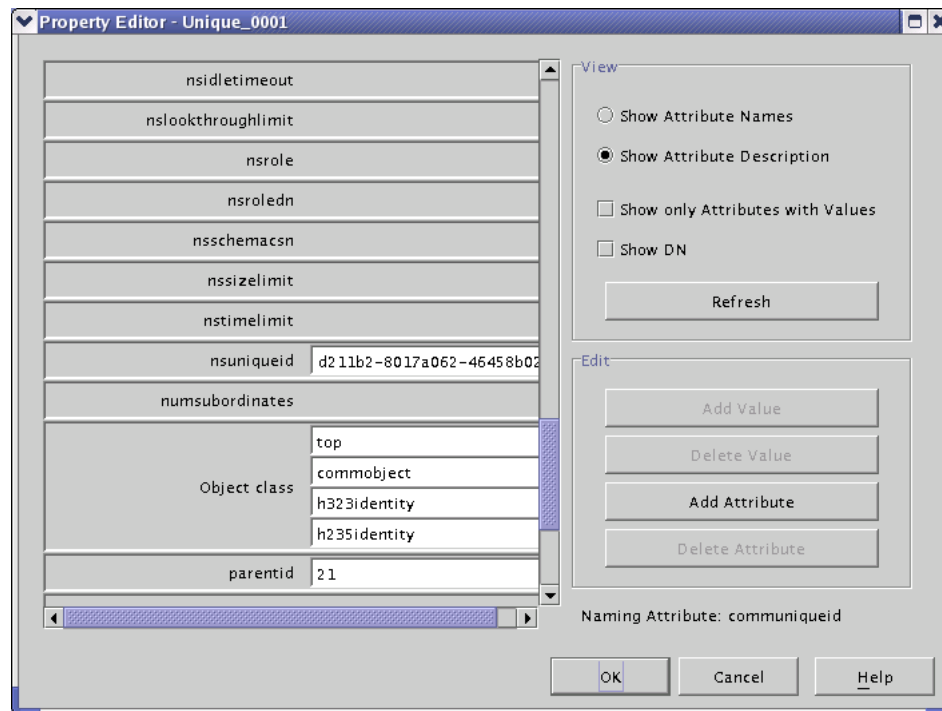 Property Editor - Unique_0001
nsidletimeout
nslookthroughlimit
nsrole
nsroledn
nsschemacsn
nssizelimit
nstimelimit
nsuniqueid d211b2-8017a062-46458b02
numsubordinates
Object class
top
commobject
h323identity
h235identity
parentid 21
View
Show Attribute Names
Show Attribute Description
Show only Attributes with Values
Show DN
Refresh
Edit
Add Value
Delete Value
Add Attribute
Delete Attribute
Naming Attribute: communiqueid
OK Cancel Help